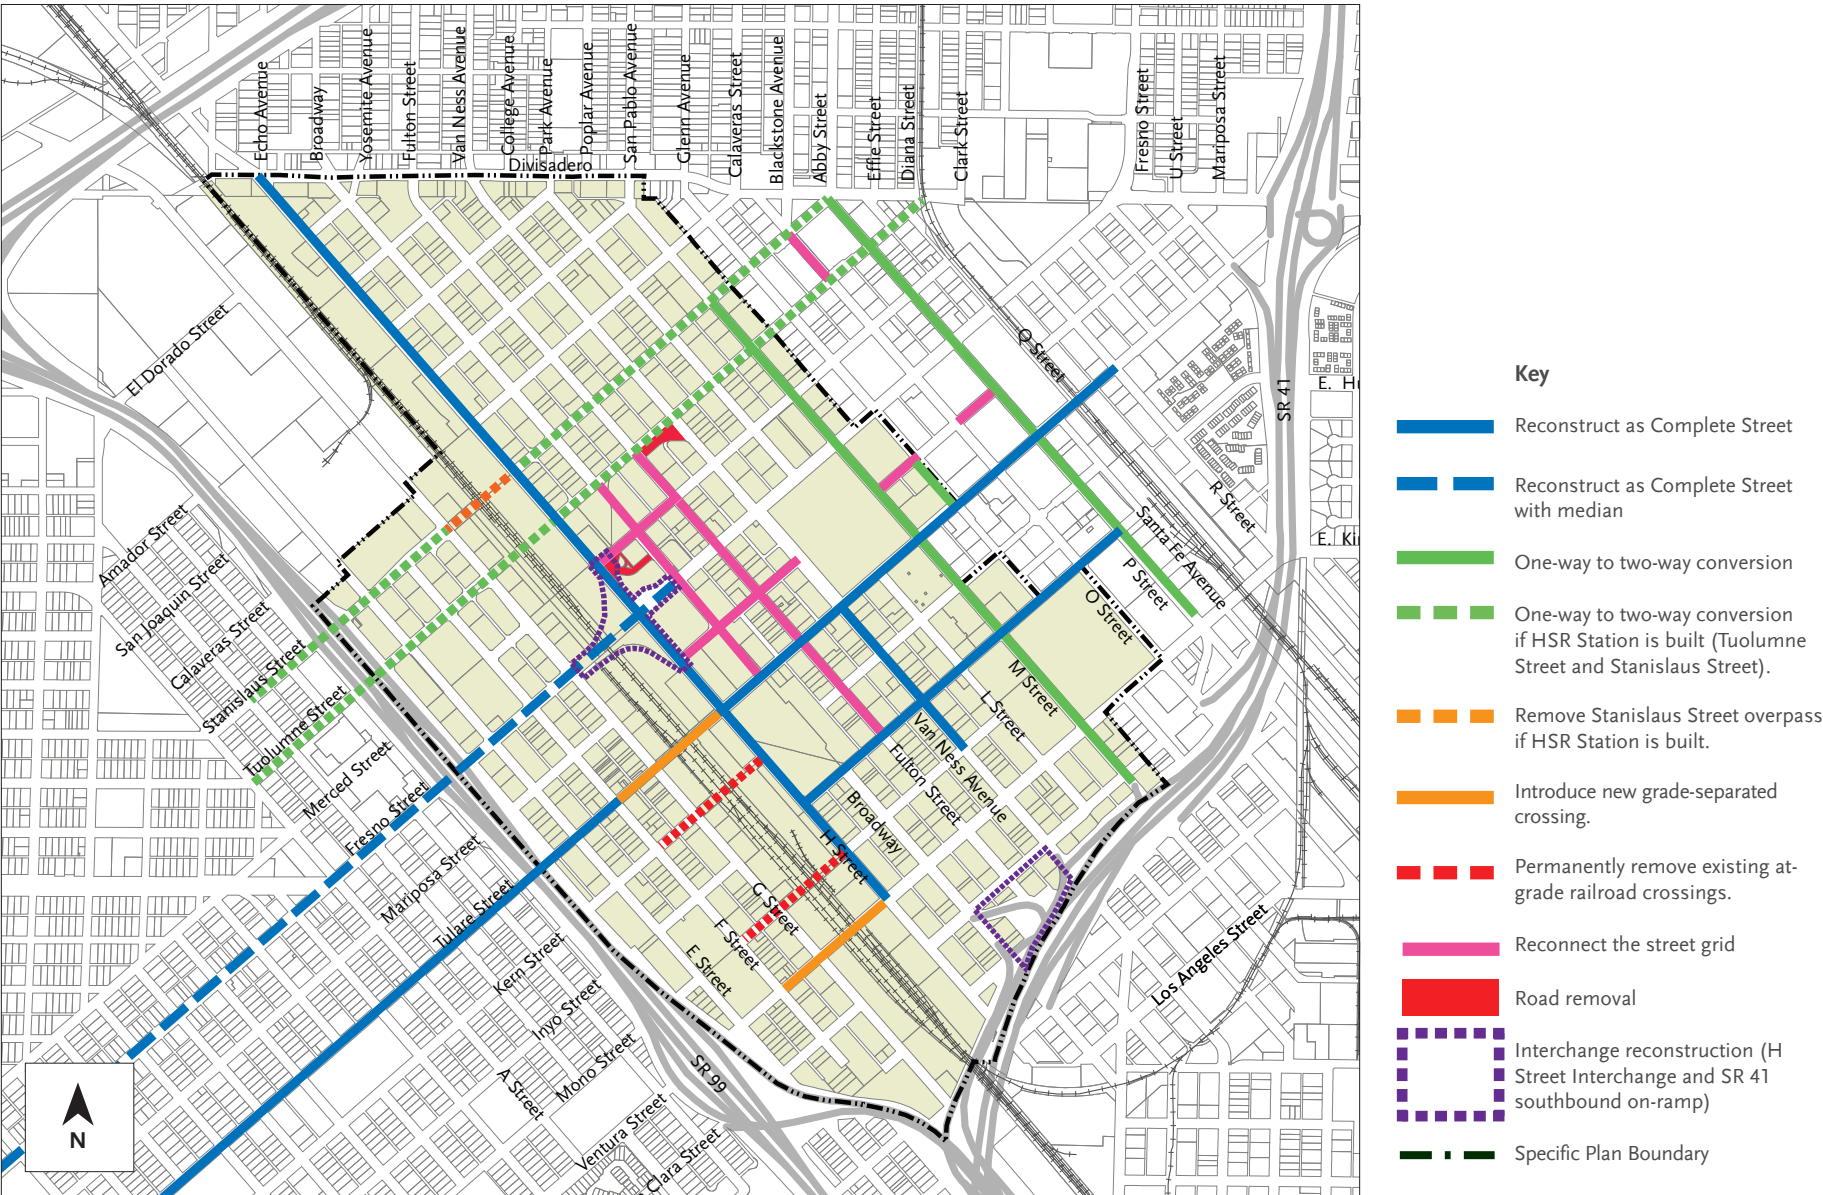 Echo Avenue
Broadway
Yosemite Avenue
Fulton Street
Van Ness Avenue
College Avenue
Park Avenue
Poplar Avenue
San Pablo Avenue
Glenn Avenue
Calaveras Street
Blackstone Avenue
Abby Street
Effie Street
Diana Street
Clark Street
Fresno Street
U Street
Mariposa Street
Divisadero
El Dorado Street
Q Street
SR 41
E. Hu
R Street
E. Kin
Santa Fe Avenue
P Street
O Street
Amador Street
San Joaquin Street
Calaveras Street
Stanislaus Street
Tuolumne Street
Merced Street
Fresno Street
Mariposa Street
Tulare Street
Kern Street
Inyo Street
Mono Street
Ventura Street
Clara Street
A Street
SR 99
M Street
L Street
Van Ness Avenue
Fulton Street
Broadway
H Street
G Street
F Street
E Street
Los Angeles Street
N
Key
Reconstruct as Complete Street
Reconstruct as Complete Street
with median
One-way to two-way conversion
One-way to two-way conversion
if HSR Station is built (Tuolumne
Street and Stanislaus Street).
Remove Stanislaus Street overpass
if HSR Station is built.
Introduce new grade-separated
crossing.
Permanently remove existing at-
grade railroad crossings.
Reconnect the street grid
Road removal
Interchange reconstruction (H
Street Interchange and SR 41
southbound on-ramp)
Specific Plan Boundary